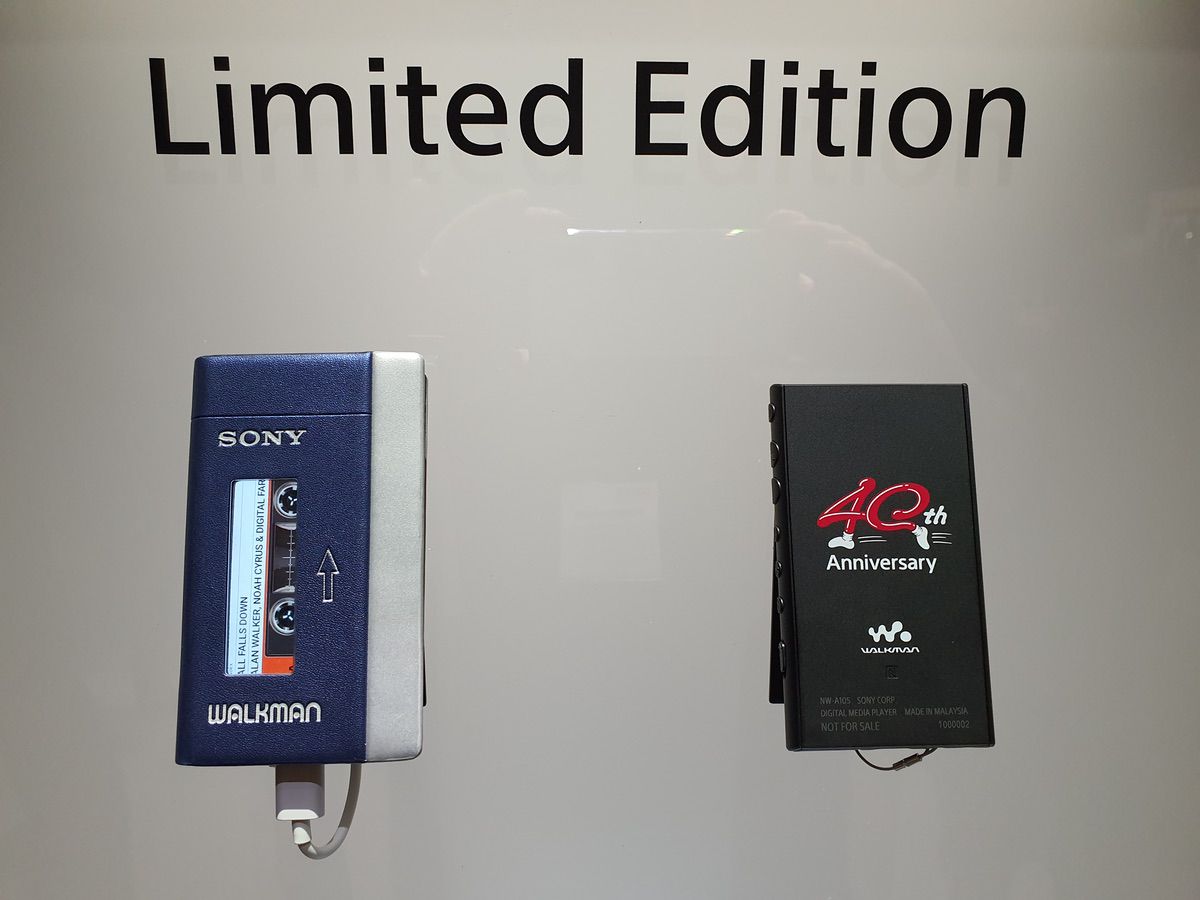 Limited Edition
SONY
ALL FALLS DOWN
ALAN WALKER, NOAH CYRUS & DIGITAL FAR
WALKMAN
40th
Anniversary
WALKMAN
NW-A105 SONY CORP.
DIGITAL MEDIA PLAYER MADE IN MALAYSIA
NOT FOR SALE 1000002